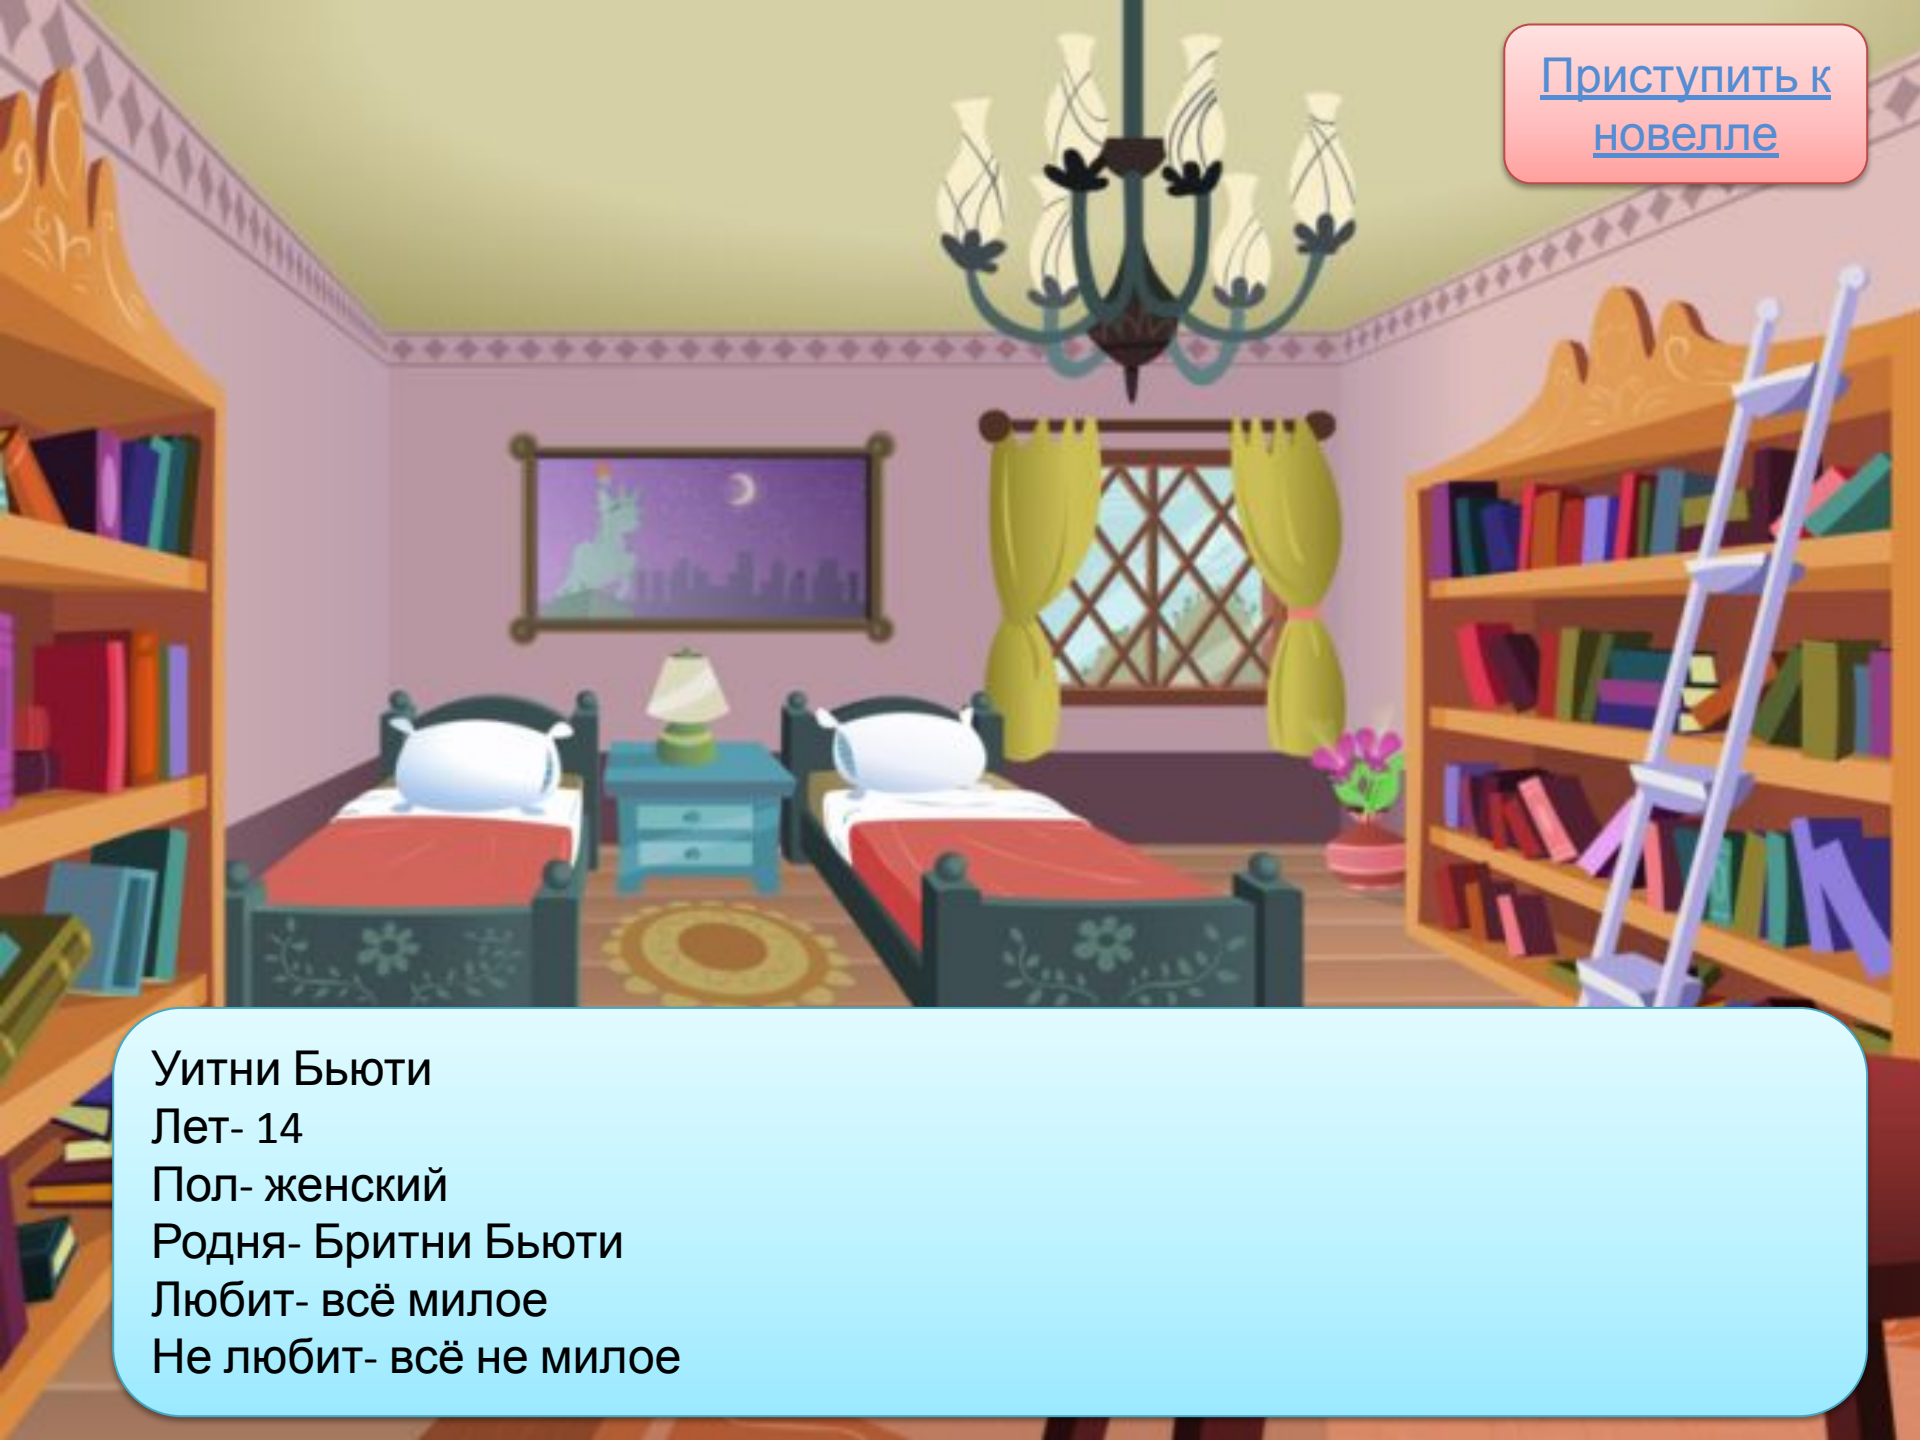 Приступить к
новелле
Уитни Бьюти
Лет- 14
Пол- женский
Родня- Бритни Бьюти
Любит- всё милое
Не любит- всё не милое